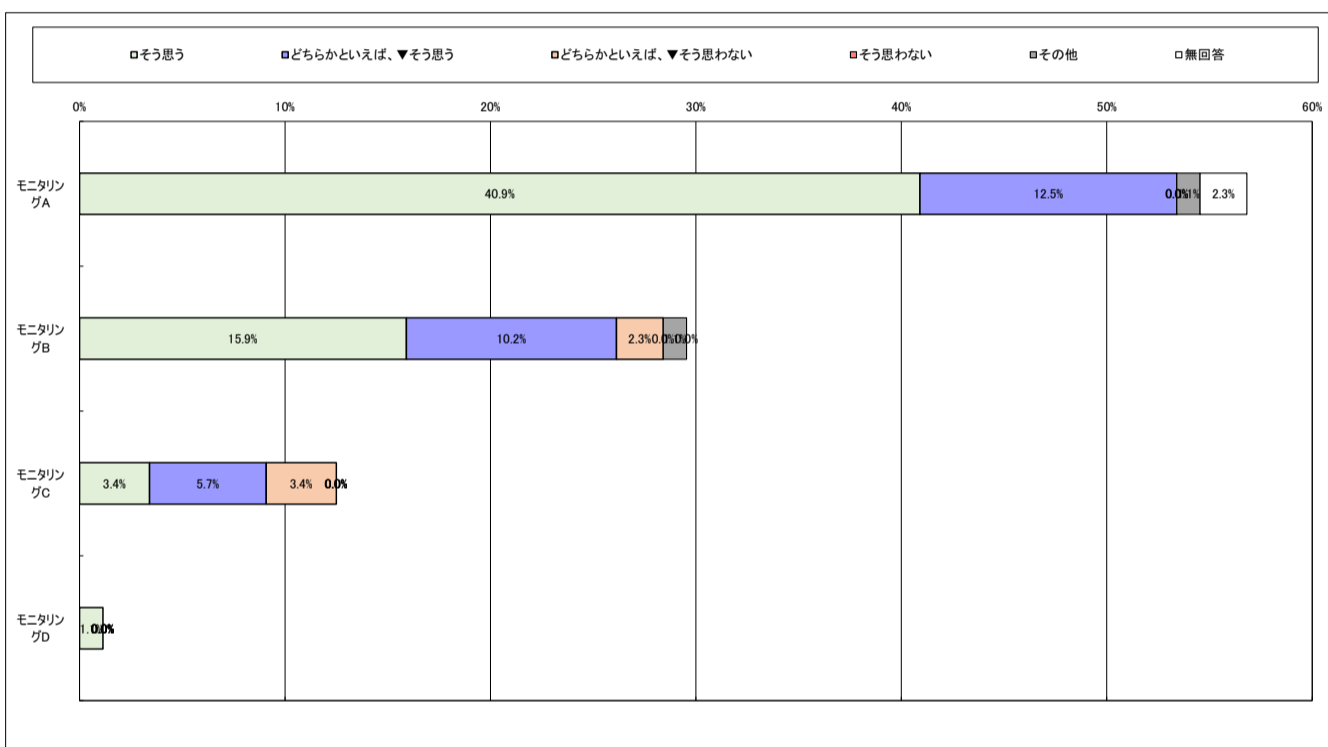 そう思う どちらかといえば、▼そう思う どちらかといえば、▼そう思わない そう思わない その他 無回答
0% 10% 20% 30% 40% 50% 60%
モニタリン
グA
40.9% 12.5% 0.0% 2.3%
モニタリン
グB
15.9% 10.2% 2.3%
モニタリン
グC
3.4% 5.7% 3.4% 0.0%
モニタリン
グD
0.0%